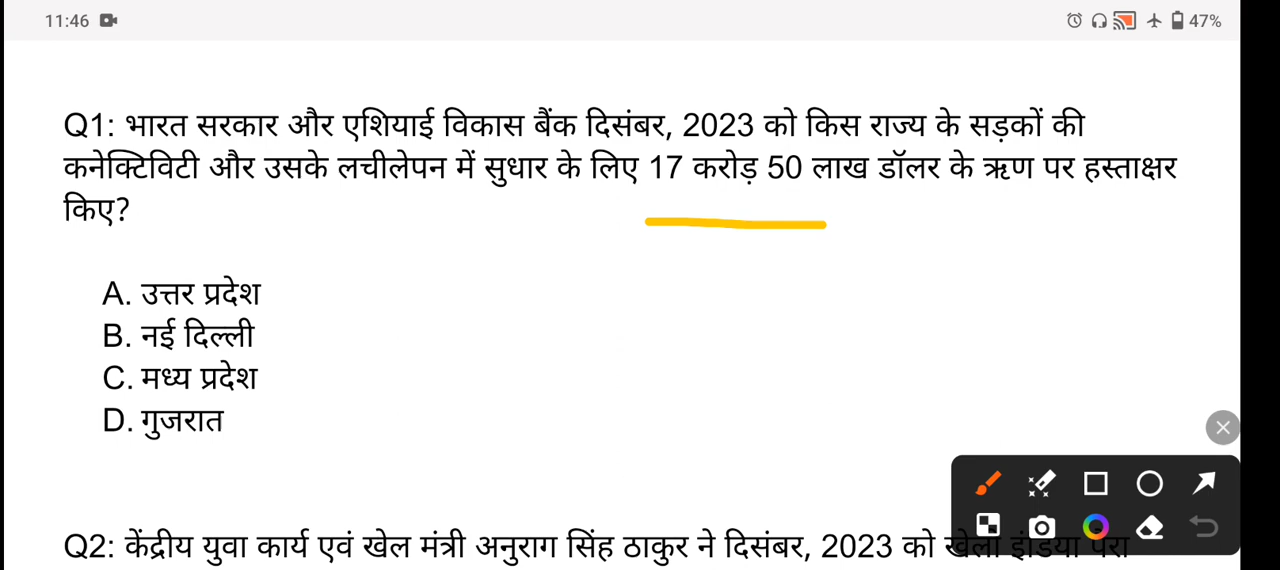 11:46
47%
Q1: भारत सरकार और एशियाई विकास बैंक दिसंबर, 2023 को किस राज्य के सड़कों की
कनेक्टिविटी और उसके लचीलेपन में सुधार के लिए 17 करोड़ 50 लाख डॉलर के ऋण पर हस्ताक्षर
किए?
A. उत्तर प्रदेश
B. नई दिल्ली
C. मध्य प्रदेश
D. गुजरात
Q2: केंद्रीय युवा कार्य एवं खेल मंत्री अनुराग सिंह ठाकुर ने दिसंबर, 2023 को खेलो इंडिया पैरा